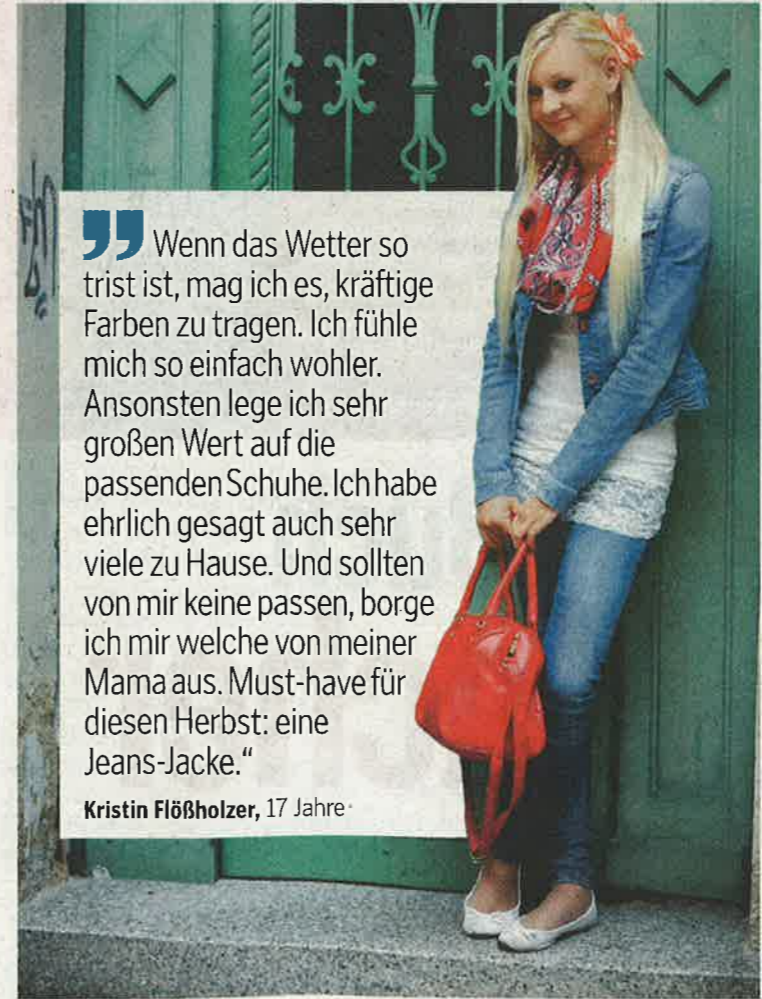 „Wenn das Wetter so
trist ist, mag ich es, kräftige
Farben zu tragen. Ich fühle
mich so einfach wohler.
Ansonsten lege ich sehr
großen Wert auf die
passenden Schuhe. Ich habe
ehrlich gesagt auch sehr
viele zu Hause. Und sollten
von mir keine passen, borge
ich mir welche von meiner
Mama aus. Must-have für
diesen Herbst: eine
Jeans-Jacke.“
Kristin Flößholzer, 17 Jahre